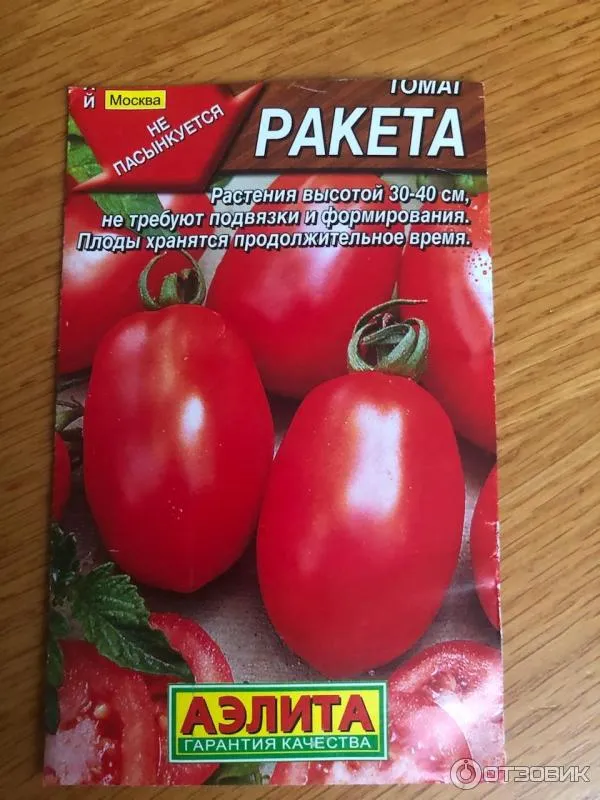 ТОМАТ
й Москва
НЕ
ПАСЫНКУЕТСЯ
РАКЕТА
Растения высотой 30-40 см,
не требуют подвязки и формирования.
Плоды хранятся продолжительное время.
АЭЛИТА
ГАРАНТИЯ КАЧЕСТВА
ОТЗОВИК